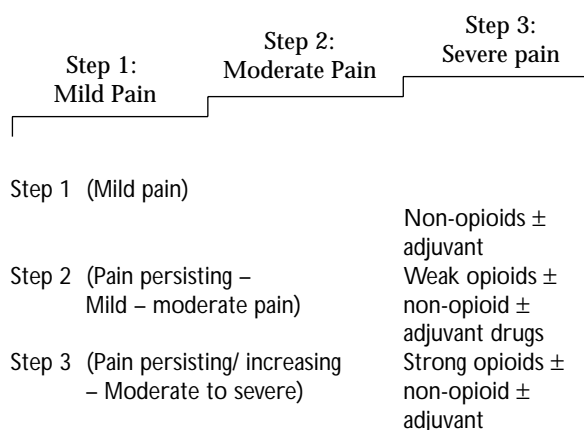 Step 1:
Mild Pain
Step 2:
Moderate Pain
Step 3:
Severe pain
Step 1 (Mild pain)
Non-opioids ±
adjuvant
Step 2 (Pain persisting –
Mild – moderate pain)
Weak opioids ±
non-opioid ±
adjuvant drugs
Step 3 (Pain persisting/ increasing
– Moderate to severe)
Strong opioids ±
non-opioid ±
adjuvant